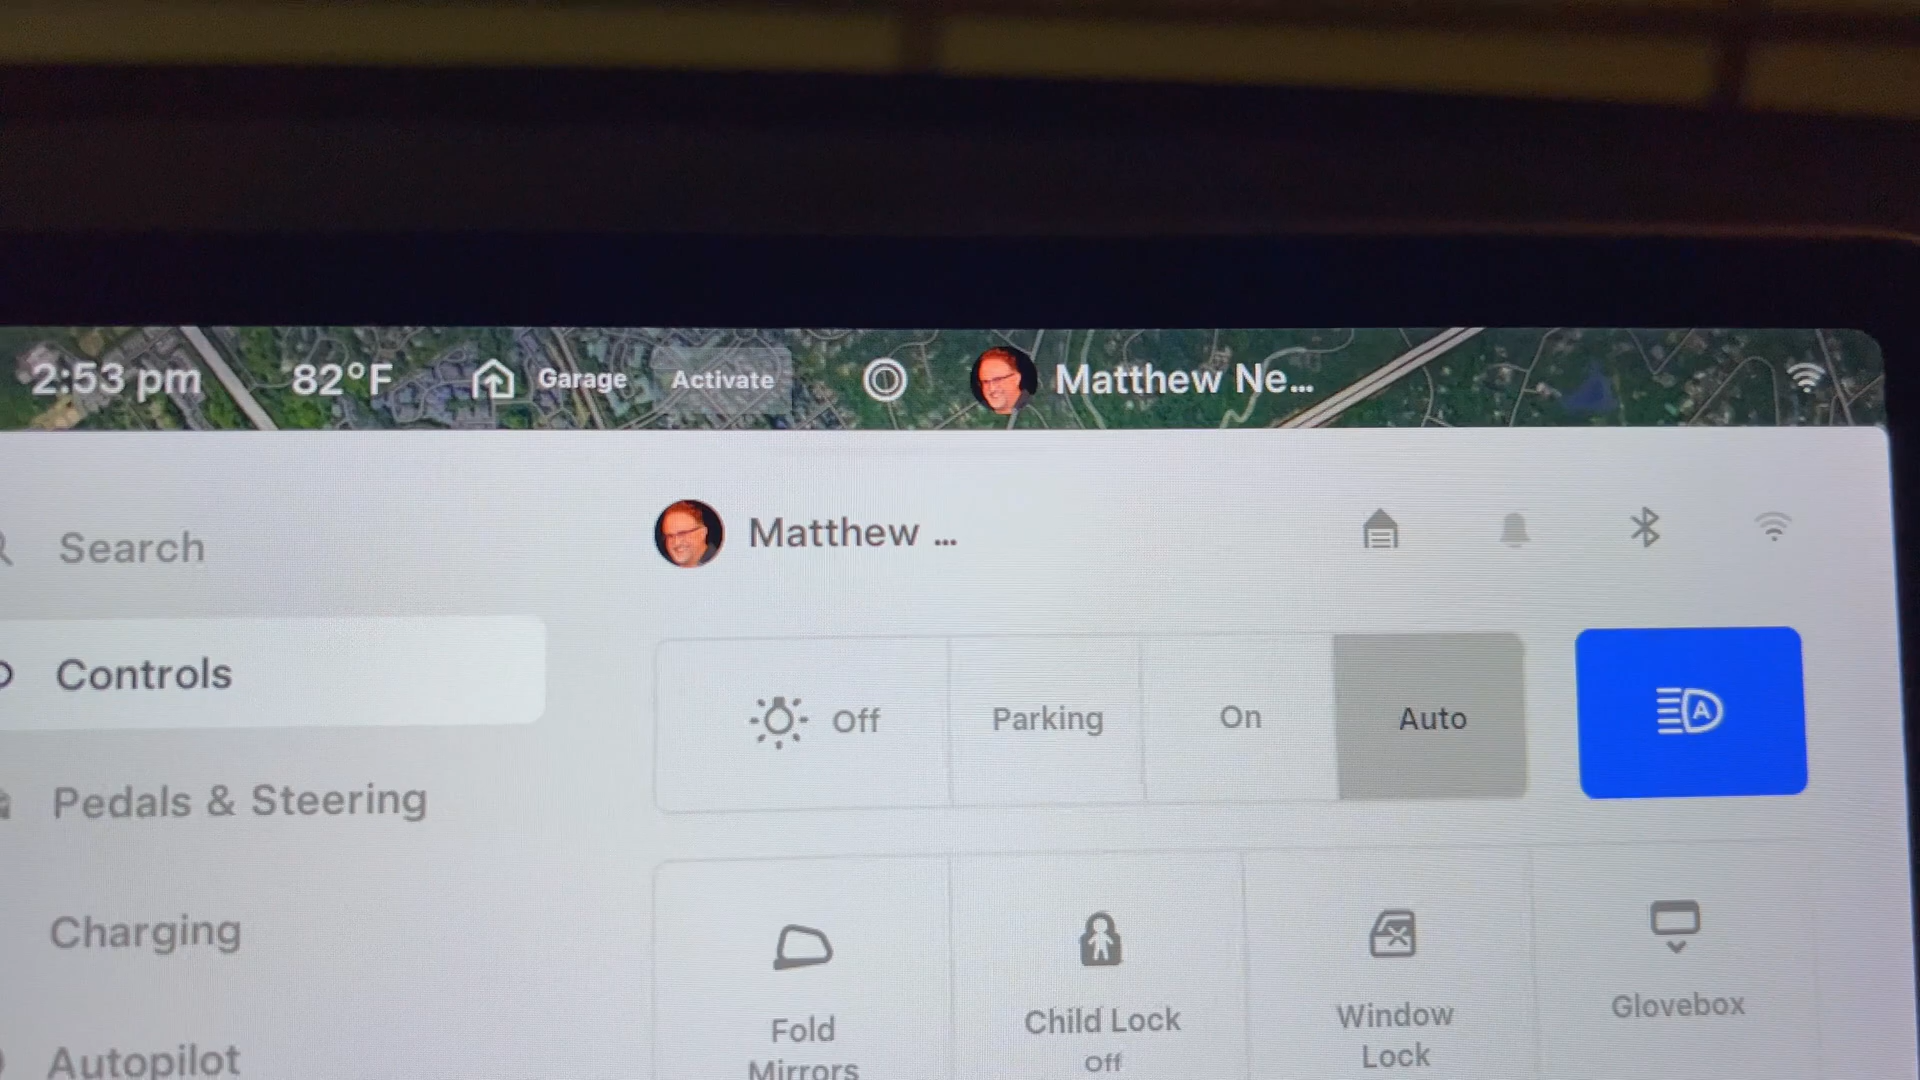 2:53 pm 82°F Garage Activate Matthew Ne...
Search
Matthew ...
Controls
Off Parking On Auto
A
Pedals & Steering
Charging
Autopilot
Fold
Mirrors
Child Lock
Off
Window
Lock
Glovebox